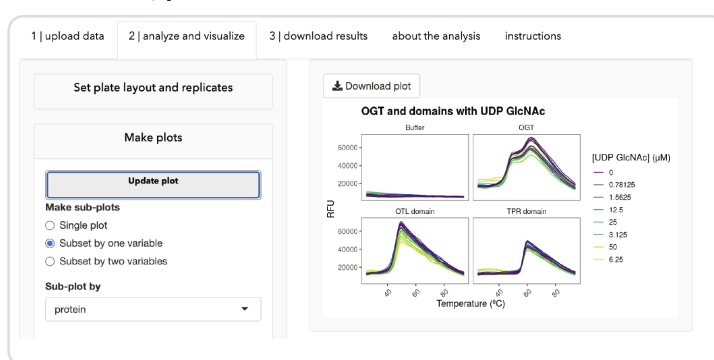 1 | upload data
2 | analyze and visualize
3 | download results
about the analysis
instructions
Set plate layout and replicates
Make plots
Update plot
Make sub-plots
Single plot
Subset by one variable
Subset by two variables
Sub-plot by
protein
Download plot
OGT and domains with UDP GlcNAc
Buffer
OGT
60000
40000
20000
OTL domain
TPR domain
60000
40000
20000
RFU
40
60
80
40
60
80
Temperature (ºC)
[UDP GlcNAc] (µM)
0
0.78125
1.5625
12.5
25
3.125
50
6.25